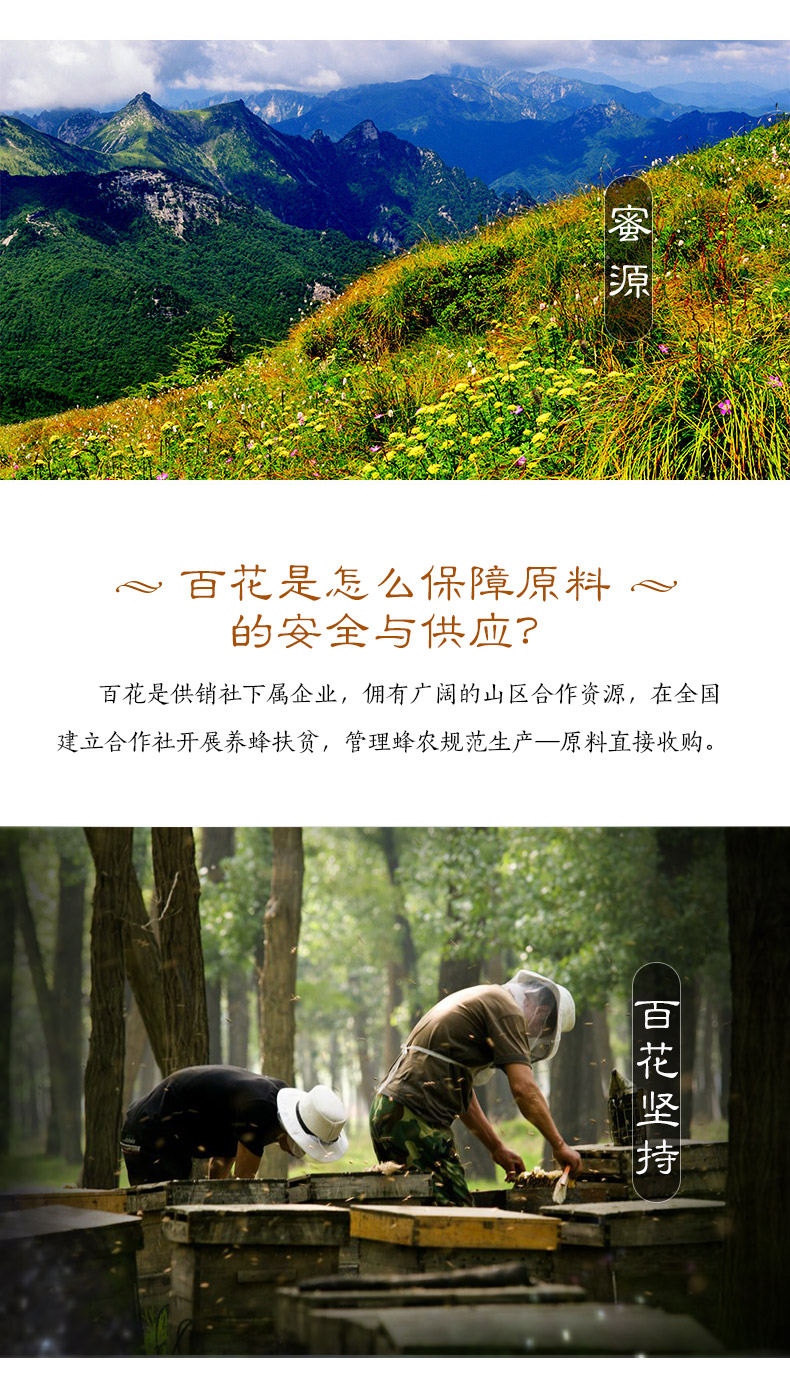 蜜源
百花是怎么保障原料
的安全与供应？
百花是供销社下属企业，拥有广阔的山区合作资源，在全国
建立合作社开展养蜂扶贫，管理蜂农规范生产—原料直接收购。
百花坚持